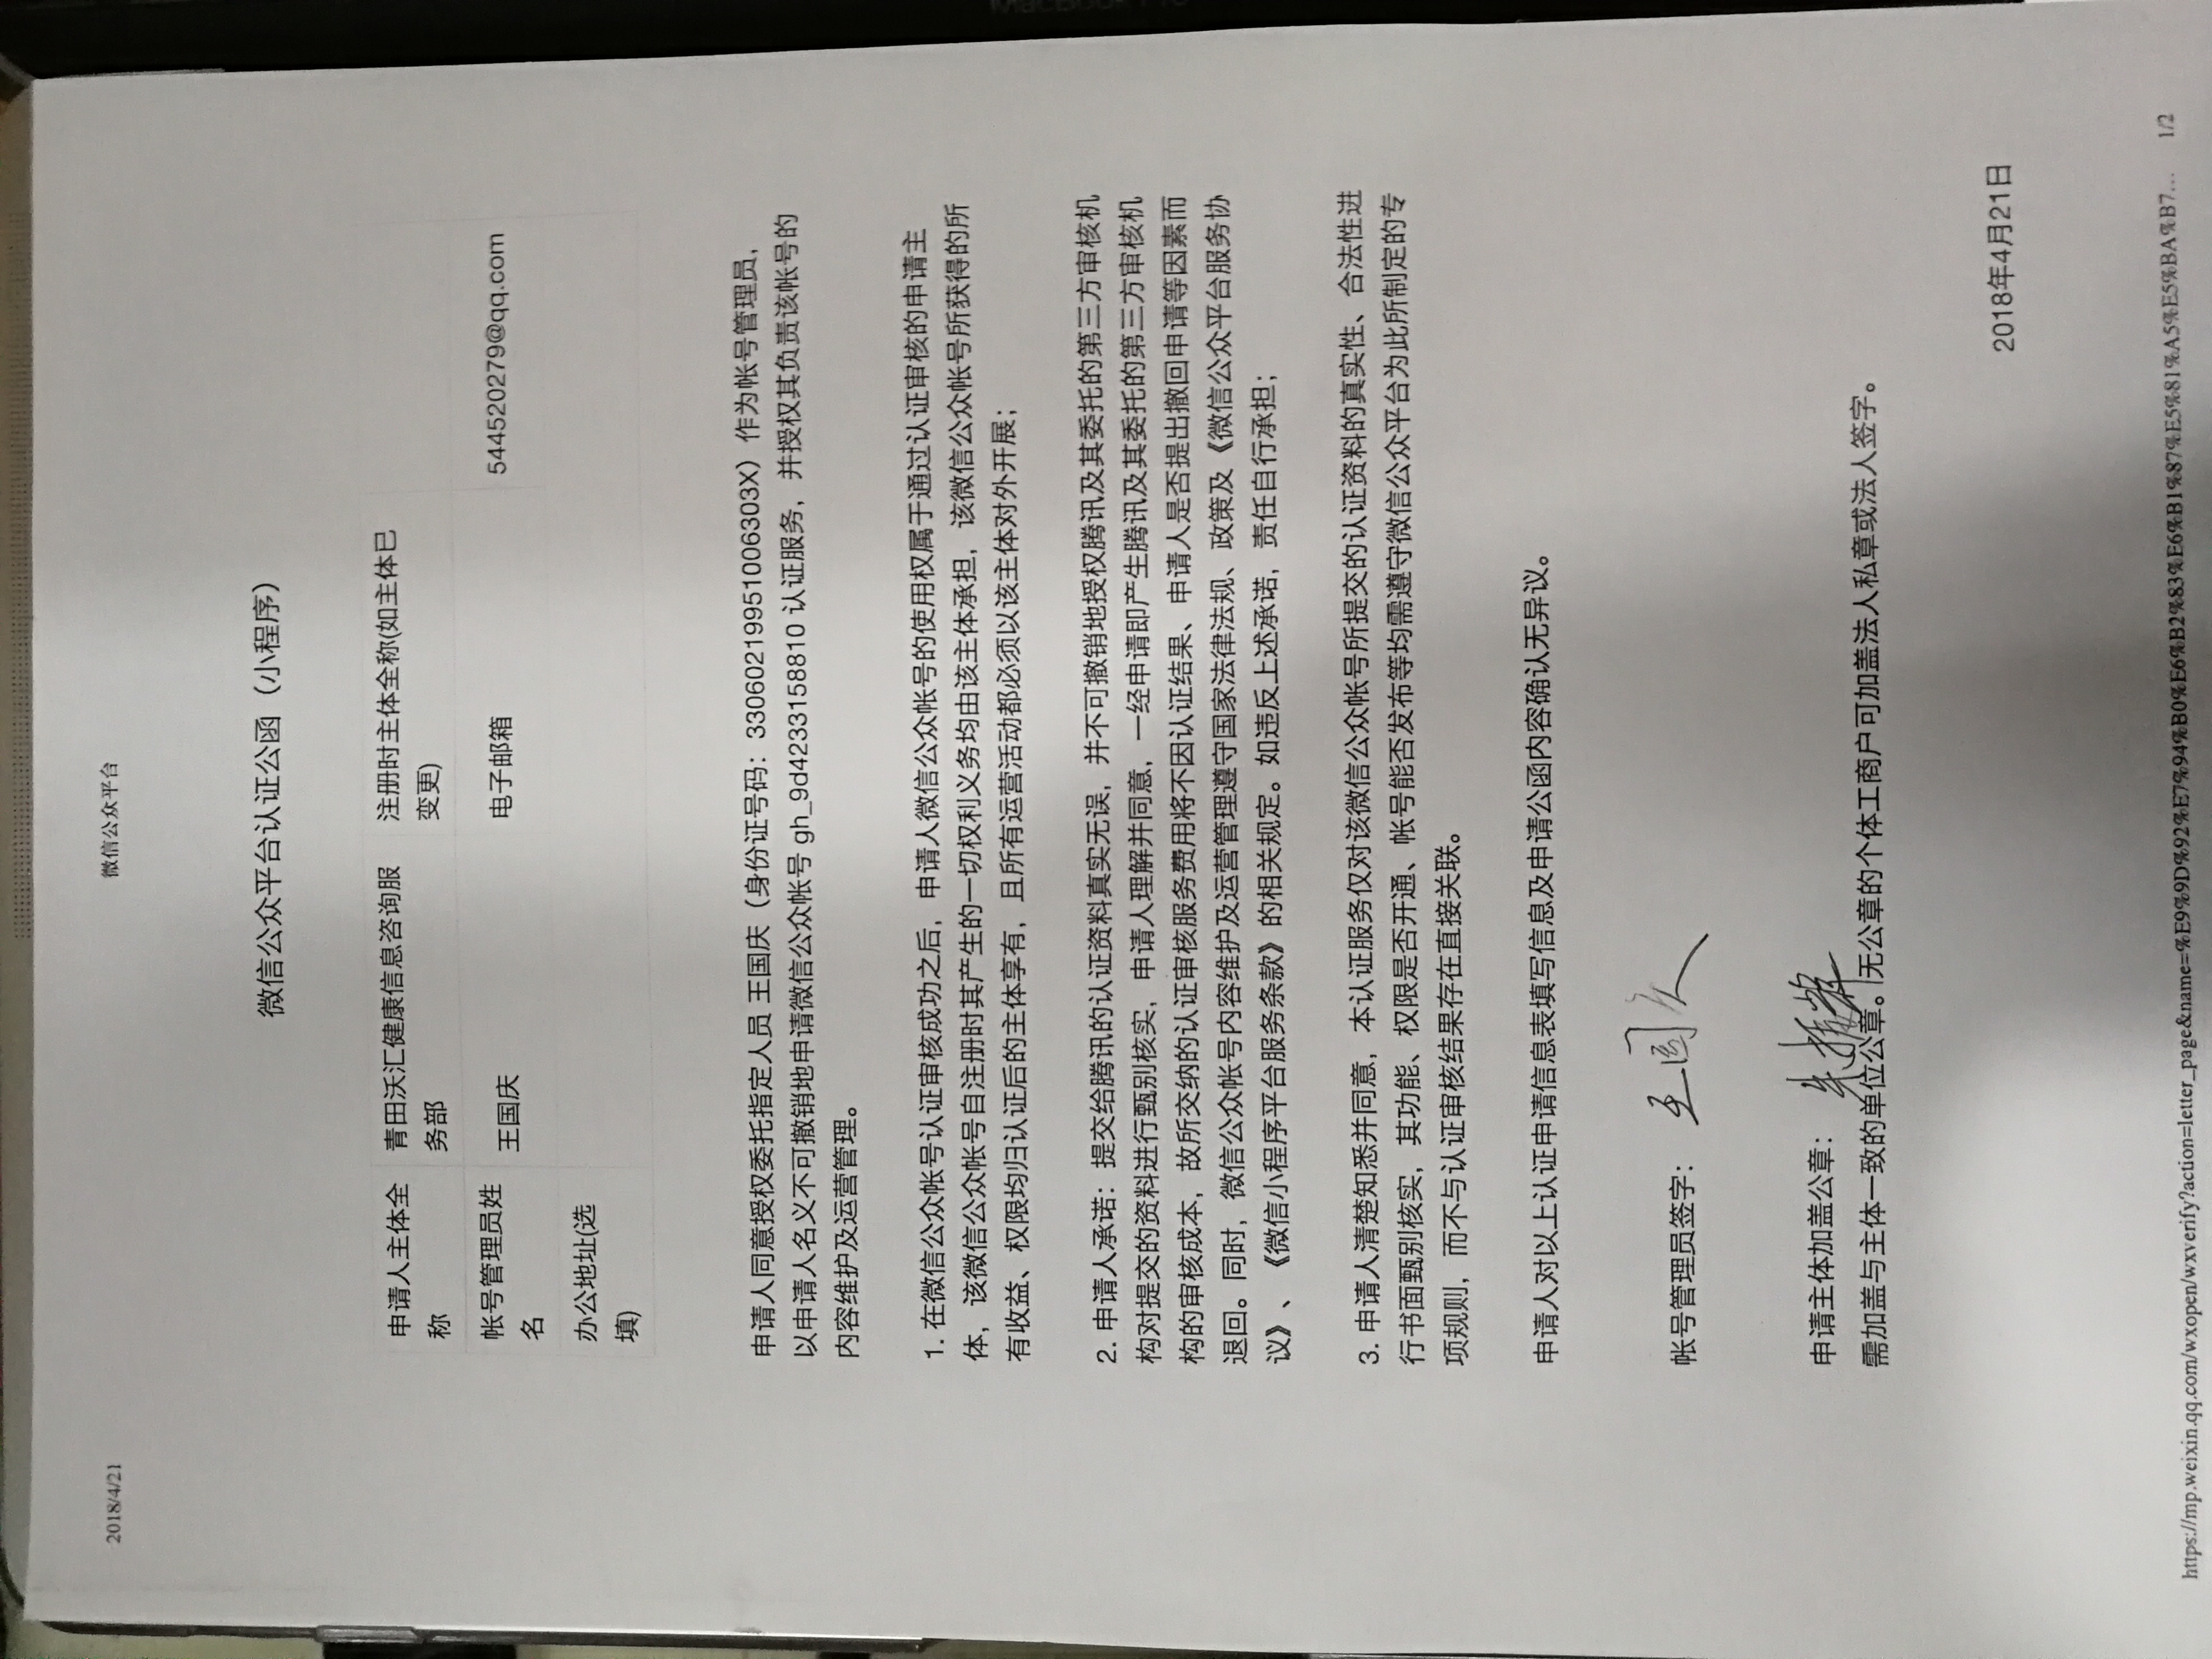 2018/4/21 微信公众平台
微信公众平台认证公函（小程序）
申请人主体全 青田沃汇健康信息咨询服 注册时主体全称(如主体已
称 务部 变更)
帐号管理员姓 王国庆 电子邮箱 544520279@qq.com
名
办公地址(选
填)
申请人同意授权委托指定人员 王国庆（身份证号码：33060219951006303X）作为帐号管理员，
以申请人名义不可撤销地申请微信公众帐号 gh_9d4233158810 认证服务，并授权其负责该帐号的
内容维护及运营管理。
1. 在微信公众帐号认证审核成功之后，申请人微信公众帐号的使用权属于通过认证审核的申请主
体，该微信公众帐号自注册时其产生的一切权利义务均由该主体承担，该微信公众帐号所获得的所
有收益、权限均归认证后的主体享有，且所有运营活动都必须以该主体对外开展；
2. 申请人承诺：提交给腾讯的认证资料真实无误，并不可撤销地授权腾讯及其委托的第三方审核机
构对提交的资料进行甄别核实，申请人理解并同意，一经申请即产生腾讯及其委托的第三方审核机
构的审核成本，故所交纳的认证审核服务费用将不因认证结果、申请人是否提出撤回申请等因素而
退回。同时，微信公众帐号内容维护及运营管理遵守国家法律法规、政策及《微信公众平台服务协
议》、《微信小程序平台服务条款》的相关规定。如违反上述承诺，责任自行承担；
3. 申请人清楚知悉并同意，本认证服务仅对该微信公众帐号所提交的认证资料的真实性、合法性进
行书面甄别核实，其功能、权限是否开通、帐号能否发布等均需遵守微信公众平台为此所制定的专
项规则，而不与认证审核结果存在直接关联。
申请人对以上认证申请信息表填写信息及申请公函内容确认无异议。
帐号管理员签字： 王国庆
申请主体加盖公章：
需加盖与主体一致的单位公章。无公章的个体工商户可加盖法人私章或法人签字。
2018年4月21日
https://mp.weixin.qq.com/wxopen/wxverify?action=letter_page&name=%E9%9D%92%E7%94%B0%E6%B2%83%E6%B1%87%E5%81%A5%E5%BA%B7... 1/2